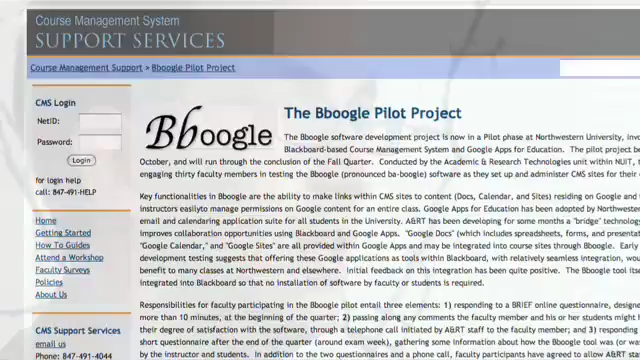 Course Management System
SUPPORT SERVICES
Course Management Support > Bboogle Pilot Project
CMS Login
NetID:
Password:
Login
for login help
call: 847-491-HELP
Home
Getting Started
How To Guides
Attend a Workshop
Faculty Surveys
Policies
About Us
CMS Support Services
email us
Phone: 847-491-4044
Bboogle
The Bboogle Pilot Project
The Bboogle software development project is now in a Pilot phase at Northwestern University, inv
Blackboard-based Course Management System and Google Apps for Education. The pilot project be
October, and will run through the conclusion of the Fall Quarter. Conducted by the Academic & Research Technologies unit within NUIT,
engaging thirty faculty members in testing the Bboogle (pronounced ba-boogle) software as they set up and administer CMS sites for their
Key functionalities in Bboogle are the ability to make links within CMS sites to content (Docs, Calendar, and Sites) residing on Google and
instructors easilyto manage permissions on Google content for an entire class. Google Apps for Education has been adopted by Northwest
email and calendaring application suite for all students in the University. A&RT has been developing for some months a "bridge" technology
improves collaboration opportunities using Blackboard and Google Apps. "Google Docs" (which includes spreadsheets, forms, and presenta
"Google Calendar," and "Google Sites" are all provided within Google Apps and may be integrated into course sites through Bboogle. Early
development testing suggests that offering these Google applications as tools within Blackboard, with relatively seamless integration, would
benefit to many classes at Northwestern and elsewhere. Initial feedback on this integration has been quite positive. The Bboogle tool itse
integrated into Blackboard so that no installation of software by faculty or students is required.
Responsibilities for faculty participating in the Bboogle pilot entail three elements: 1) responding to a BRIEF online questionnaire, designed
more than 10 minutes, at the beginning of the quarter; 2) passing along any comments the faculty member and his or her students might h
their degree of satisfaction with the software, through a telephone call initiated by A&RT staff to the faculty member; and 3) respond
short questionnaire after the end of the quarter (around exam week), gathering some information about how the Bboogle tool was (or w
by the instructor and students. In addition to the two questionnaires and a phone call, faculty participants have agreed to allow A&RT